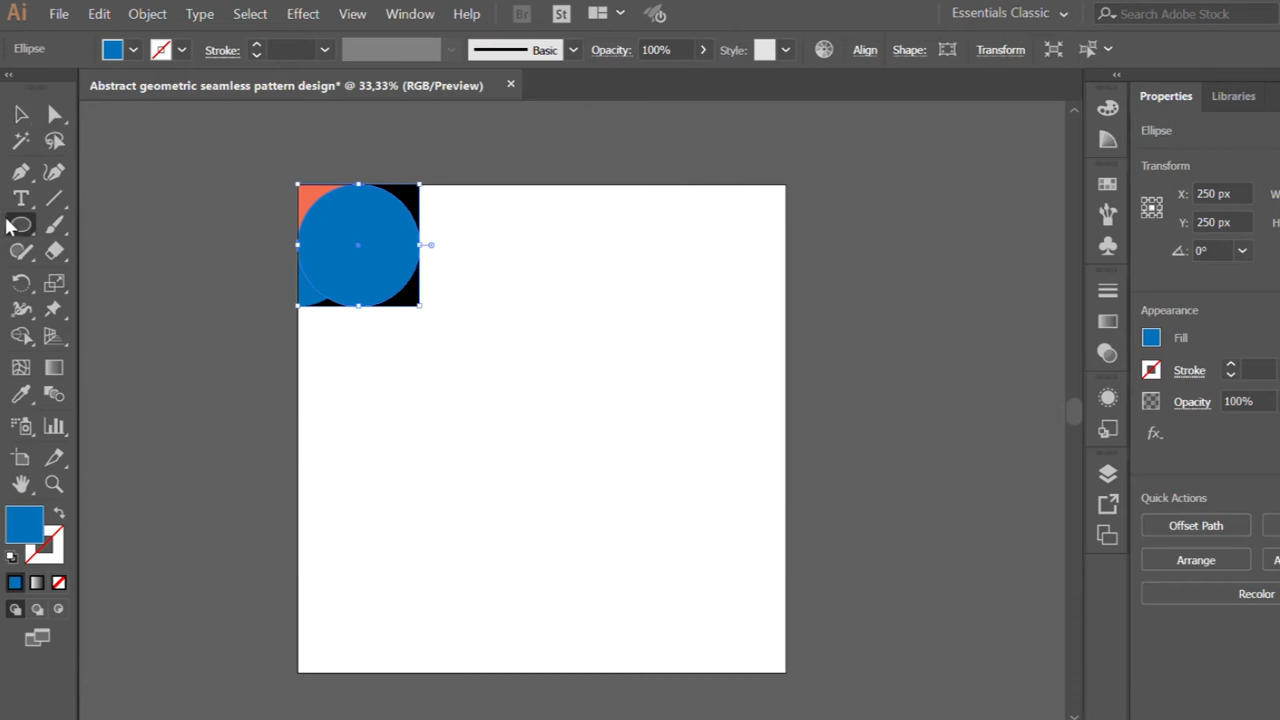 Ai File Edit Object Type Select Effect View Window Help Br St Essentials Classic Search Adobe Stock
Ellipse Stroke: Basic Opacity: 100% Style: Align Shape: Transform
Abstract geometric seamless pattern design* @ 33,33% (RGB/Preview)
Properties Libraries
Ellipse
Transform
X: 250 px
Y: 250 px
0°
Appearance
Fill
Stroke
Opacity 100%
fx.
Quick Actions
Offset Path
Arrange
Recolor